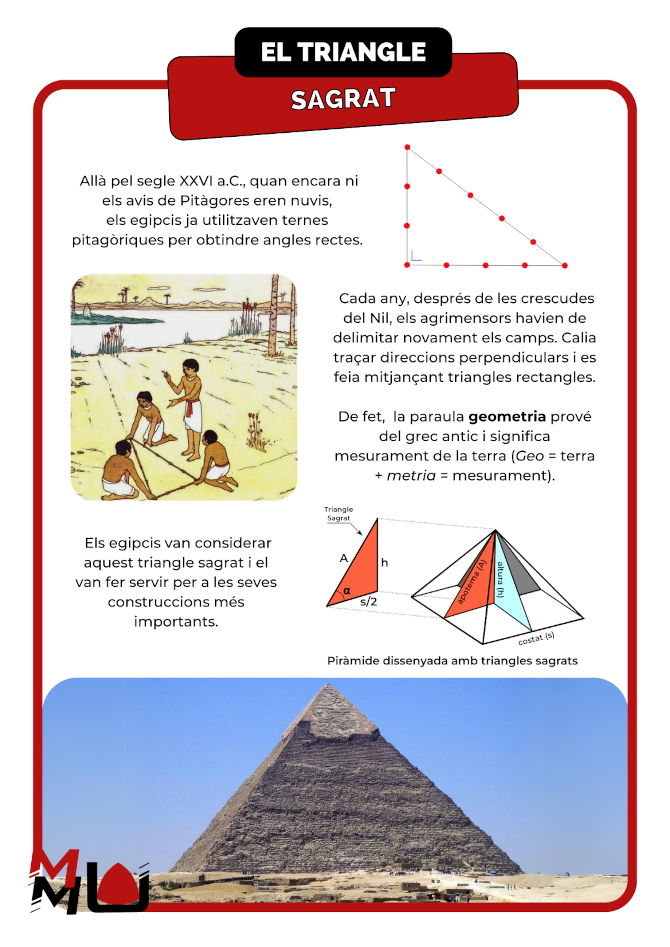 EL TRIANGLE
SAGRAT
Allà pel segle XXVI a.C., quan encara ni
els avis de Pitàgores eren nuvis,
els egipcis ja utilitzaven ternes
pitagòriques per obtindre angles rectes.
Cada any, després de les crescudes
del Nil, els agrimensors havien de
delimitar novament els camps. Calia
traçar direccions perpendiculars i es
feia mitjançant triangles rectangles.
De fet,  la paraula geometria prové
del grec antic i significa
mesurament de la terra (Geo = terra
+ metria = mesurament).
Els egipcis van considerar
aquest triangle sagrat i el
van fer servir per a les seves
construccions més
importants.
Triangle
Sagrat
A
h
α
s/2
apotema (A)
altura (h)
costat (s)
Piràmide dissenyada amb triangles sagrats
MMU